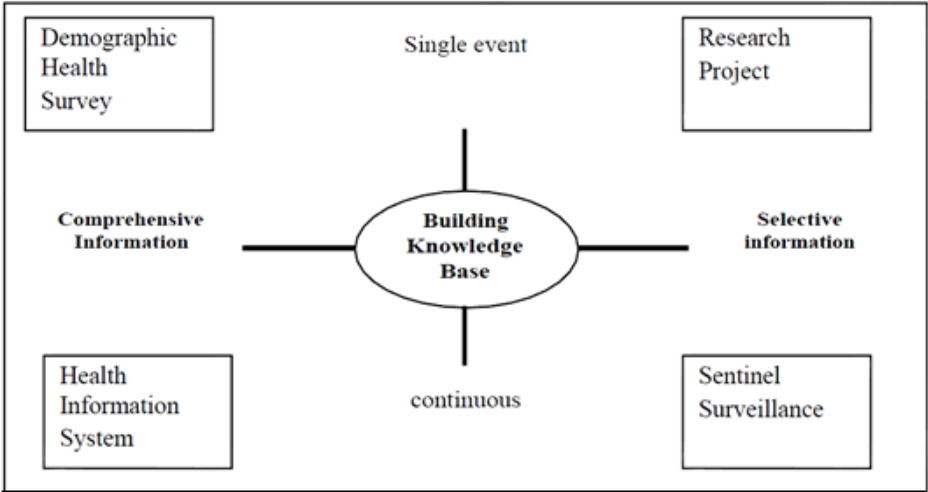 Demographic
Health
Survey
Single event
Research
Project
Comprehensive
Information
Building
Knowledge
Base
Selective
information
Health
Information
System
continuous
Sentinel
Surveillance